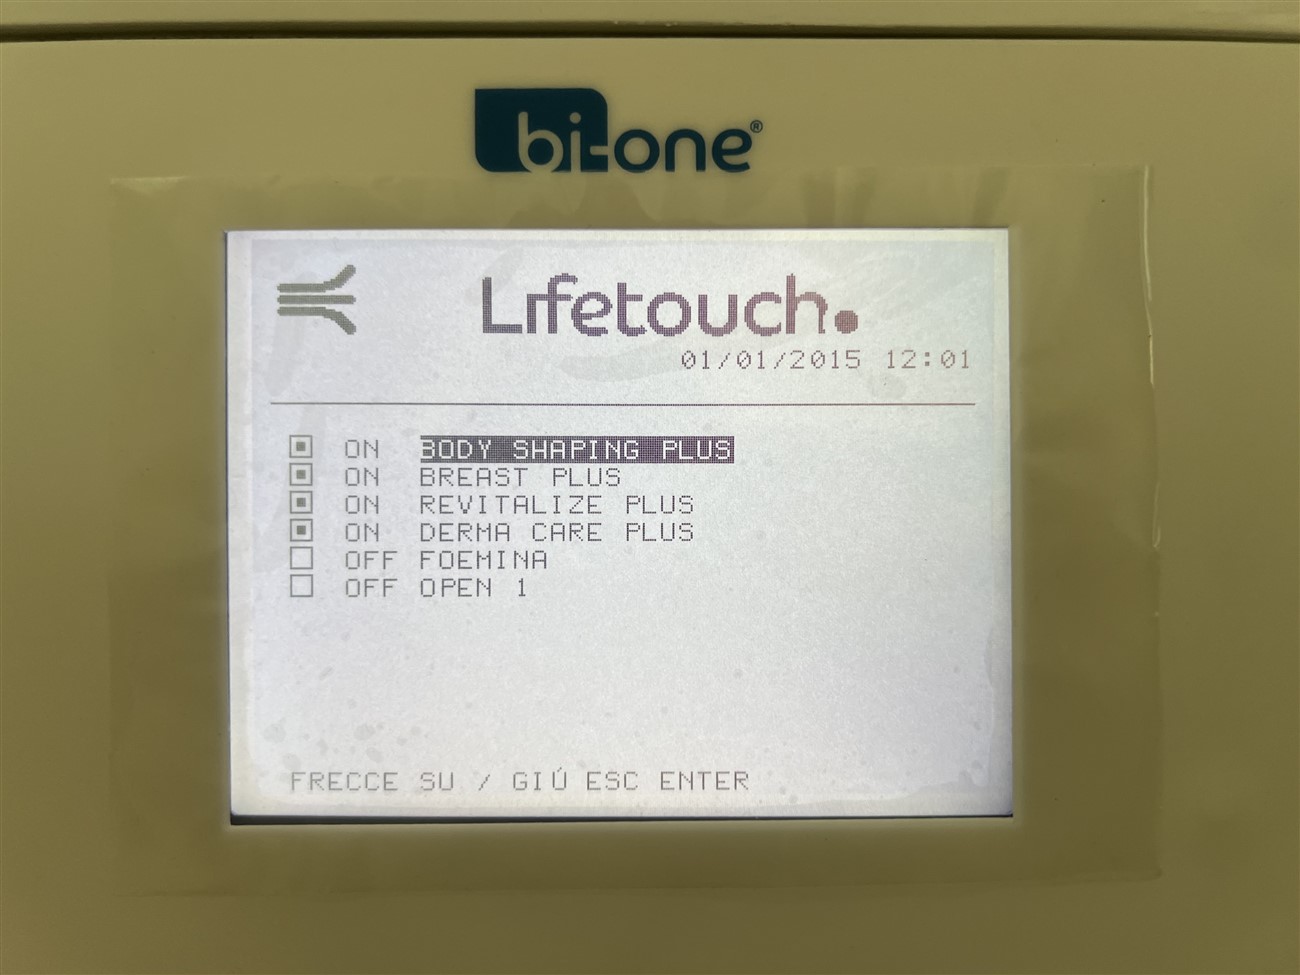 bi-one®
Lifetouch.
01/01/2015 12:01
ON BODY SHAPING PLUS
ON BREAST PLUS
ON REVITALIZE PLUS
ON DERMA CARE PLUS
OFF FOEMINA
OFF OPEN 1
FRECCE SU / GIÚ ESC ENTER